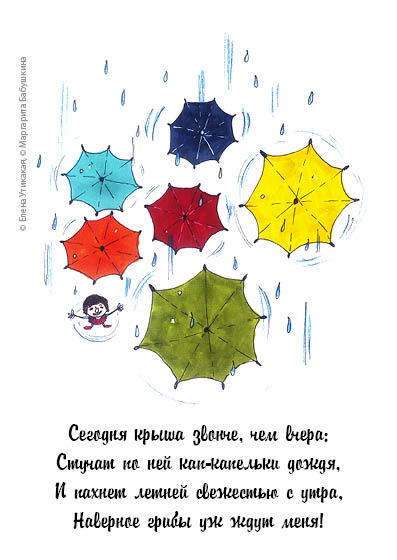 © Елена Утикакая, © Маргарита Бабушкина
Сегодня крыша звонче, чем вчера:
Стучат по ней кап-капельки дождя,
И пахнет летней свежестью с утра,
Наверное грибы уж ждут меня!